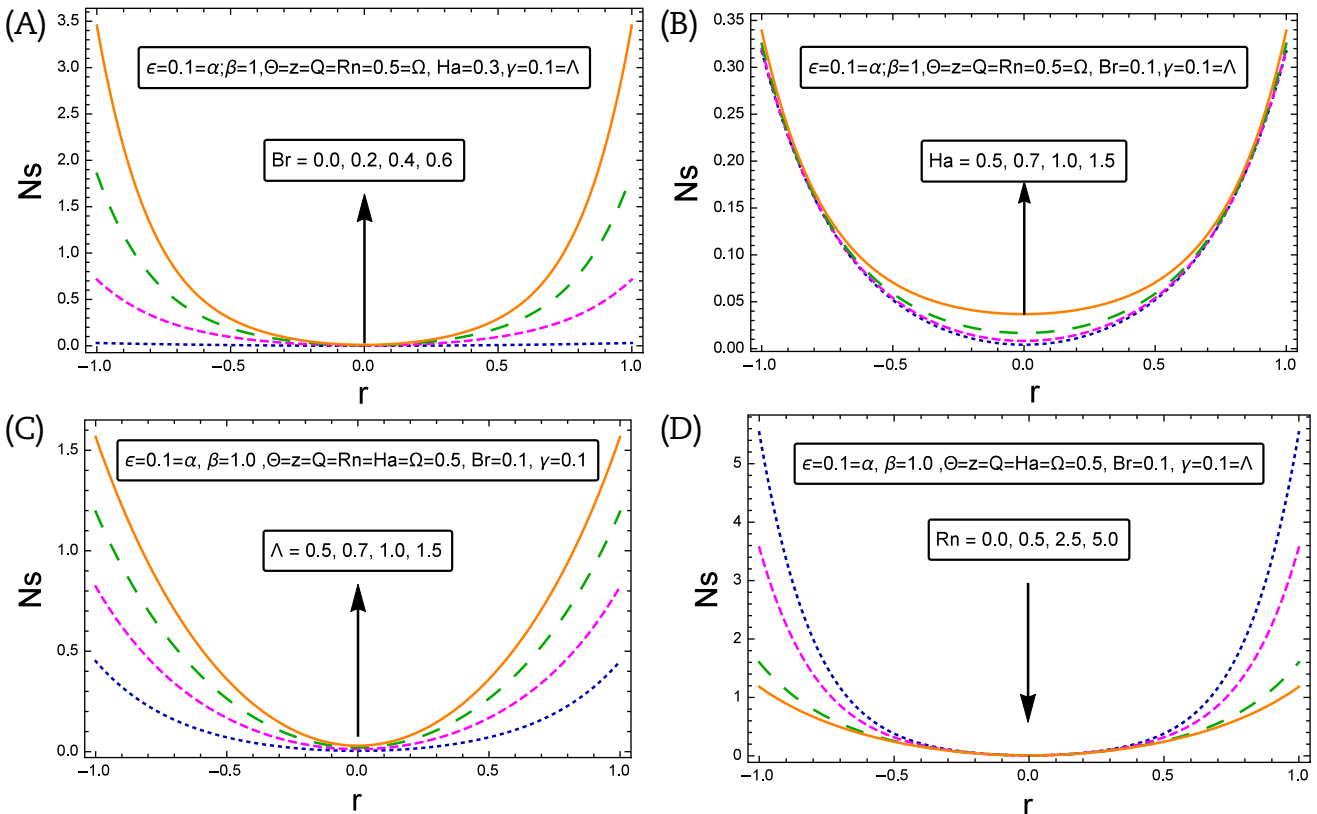 (A)
ϵ=0.1=α;β=1,Θ=z=Q=Rn=0.5=Ω, Ha=0.3,γ=0.1=Λ
Br = 0.0, 0.2, 0.4, 0.6
Ns
3.5
3.0
2.5
2.0
1.5
1.0
0.5
0.0
−1.0 −0.5 0.0 0.5 1.0
r
(B)
ϵ=0.1=α;β=1,Θ=z=Q=Rn=0.5=Ω, Br=0.1,γ=0.1=Λ
Ha = 0.5, 0.7, 1.0, 1.5
Ns
0.35
0.30
0.25
0.20
0.15
0.10
0.05
0.00
−1.0 −0.5 0.0 0.5 1.0
r
(C)
ϵ=0.1=α, β=1.0 ,Θ=z=Q=Rn=Ha=Ω=0.5, Br=0.1, γ=0.1
Λ = 0.5, 0.7, 1.0, 1.5
Ns
1.5
1.0
0.5
0.0
−1.0 −0.5 0.0 0.5 1.0
r
(D)
ϵ=0.1=α, β=1.0 ,Θ=z=Q=Ha=Ω=0.5, Br=0.1, γ=0.1=Λ
Rn = 0.0, 0.5, 2.5, 5.0
Ns
5
4
3
2
1
0
−1.0 −0.5 0.0 0.5 1.0
r